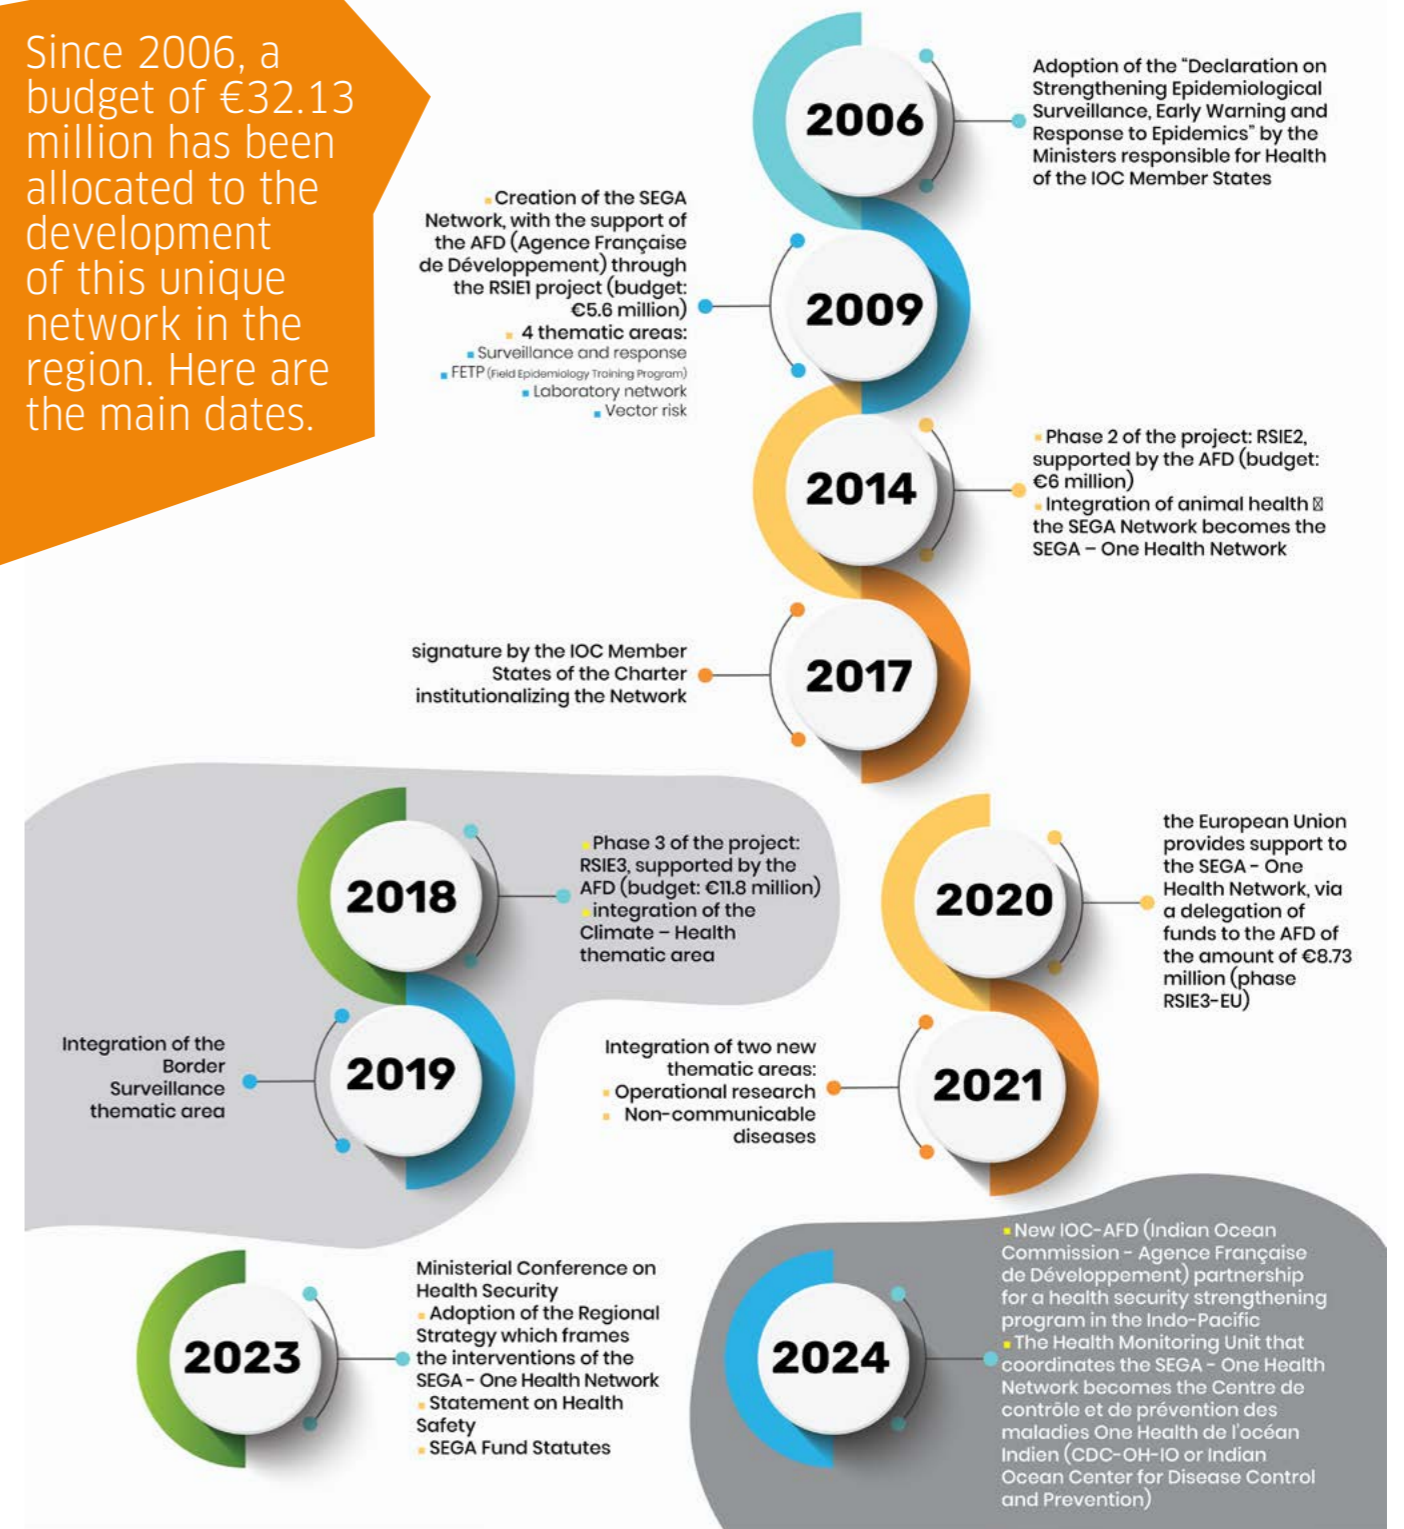 Since 2006, a
budget of €32.13
million has been
allocated to the
development
of this unique
network in the
region. Here are
the main dates.
2006
Adoption of the "Declaration on
Strengthening Epidemiological
Surveillance, Early Warning and
Response to Epidemics" by the
Ministers responsible for Health
of the IOC Member States
▪ Creation of the SEGA
Network, with the support of
the AFD (Agence Française
de Développement) through
the RSIE1 project (budget:
€5.6 million)
▪ 4 thematic areas:
▪ Surveillance and response
▪ FETP (Field Epidemiology Training Program)
▪ Laboratory network
▪ Vector risk
2009
2014
▪ Phase 2 of the project: RSIE2,
supported by the AFD (budget:
€6 million)
▪ Integration of animal health
the SEGA Network becomes the
SEGA – One Health Network
signature by the IOC Member
States of the Charter
institutionalizing the Network
2017
2018
▪ Phase 3 of the project:
RSIE3, supported by the
AFD (budget: €11.8 million)
▪ integration of the
Climate – Health
thematic area
Integration of the
Border
Surveillance
thematic area
2019
2020
the European Union
provides support to
the SEGA - One
Health Network, via
a delegation of
funds to the AFD of
the amount of €8.73
million (phase
RSIE3-EU)
Integration of two new
thematic areas:
▪ Operational research
▪ Non-communicable
diseases
2021
2023
Ministerial Conference on
Health Security
▪ Adoption of the Regional
Strategy which frames
the interventions of the
SEGA - One Health Network
▪ Statement on Health
Safety
▪ SEGA Fund Statutes
2024
▪ New IOC-AFD (Indian Ocean
Commission - Agence Française
de Développement) partnership
for a health security strengthening
program in the Indo-Pacific
▪ The Health Monitoring Unit that
coordinates the SEGA - One Health
Network becomes the Centre de
contrôle et de prévention des
maladies One Health de l'océan
Indien (CDC-OH-IO or Indian
Ocean Center for Disease Control
and Prevention)